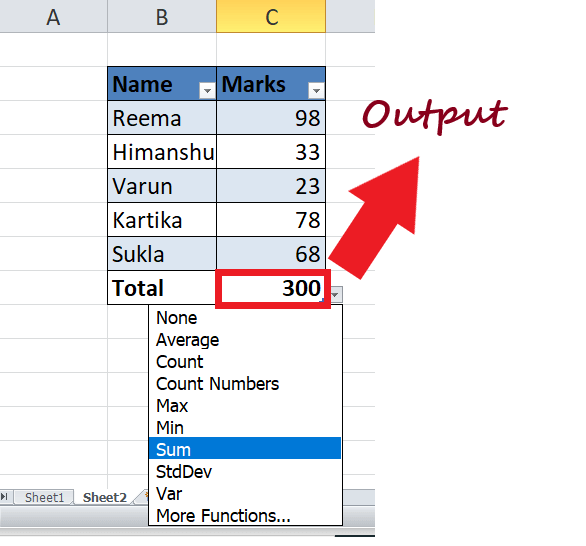 A B C
Name Marks
Reema 98
Output
Himanshu 33
Varun 23
Kartika 78
Sukla 68
Total 300
None
Average
Count
Count Numbers
Max
Min
Sum
StdDev
Var
More Functions...
Sheet1 Sheet2